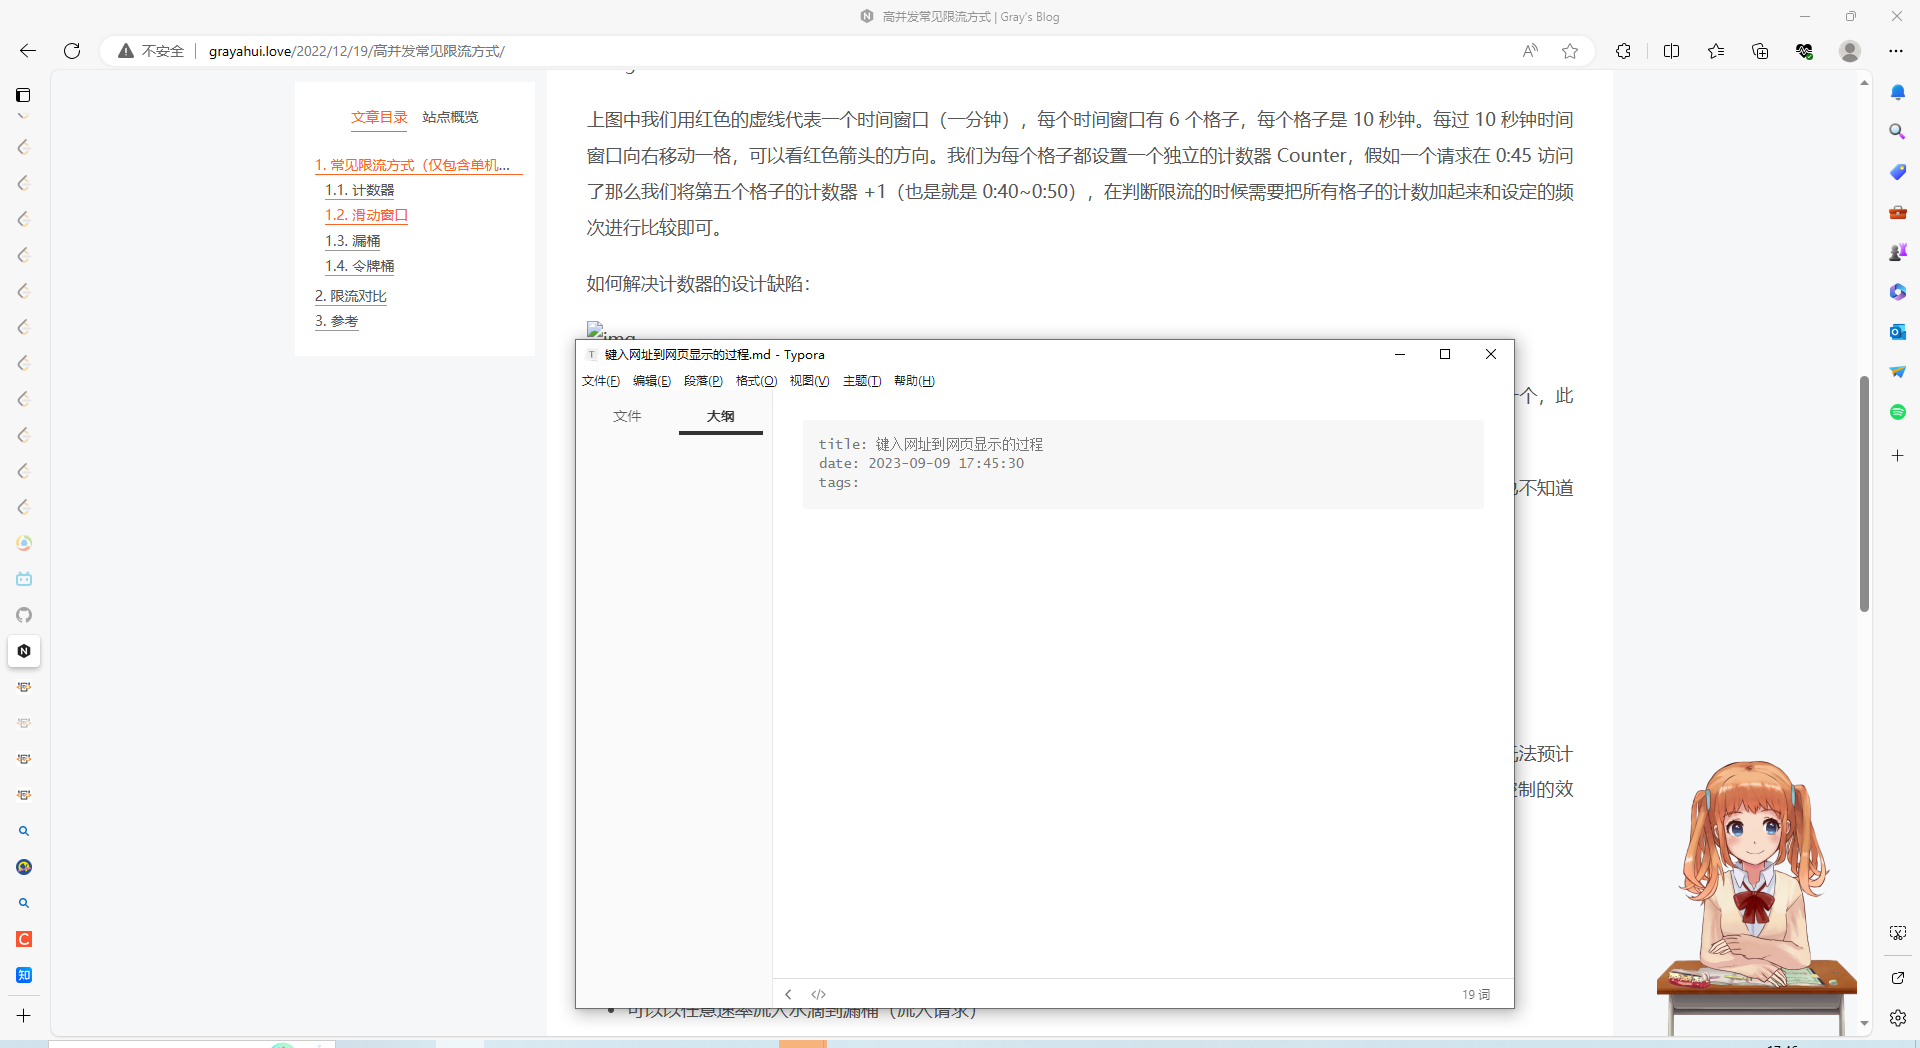 高并发常见限流方式 | Gray's Blog
不安全
grayahui.love/2022/12/19/高并发常见限流方式/
文章目录 站点概览
1. 常见限流方式（仅包含单机...
1.1. 计数器
1.2. 滑动窗口
1.3. 漏桶
1.4. 令牌桶
2. 限流对比
3. 参考
上图中我们用红色的虚线代表一个时间窗口（一分钟），每个时间窗口有 6 个格子，每个格子是 10 秒钟。每过 10 秒钟时间
窗口向右移动一格，可以看红色箭头的方向。我们为每个格子都设置一个独立的计数器 Counter，假如一个请求在 0:45 访问
了那么我们将第五个格子的计数器 +1（也是就是 0:40~0:50），在判断限流的时候需要把所有格子的计数加起来和设定的频
次进行比较即可。
如何解决计数器的设计缺陷：
img
个，此
不知道
法预计
制的效
键入网址到网页显示的过程.md - Typora
文件(F) 编辑(E) 段落(P) 格式(O) 视图(V) 主题(T) 帮助(H)
文件 大纲
title: 键入网址到网页显示的过程
date: 2023-09-09 17:45:30
tags:
</> 19 词
可以以任意速率流入水滴到漏桶（流入请求）